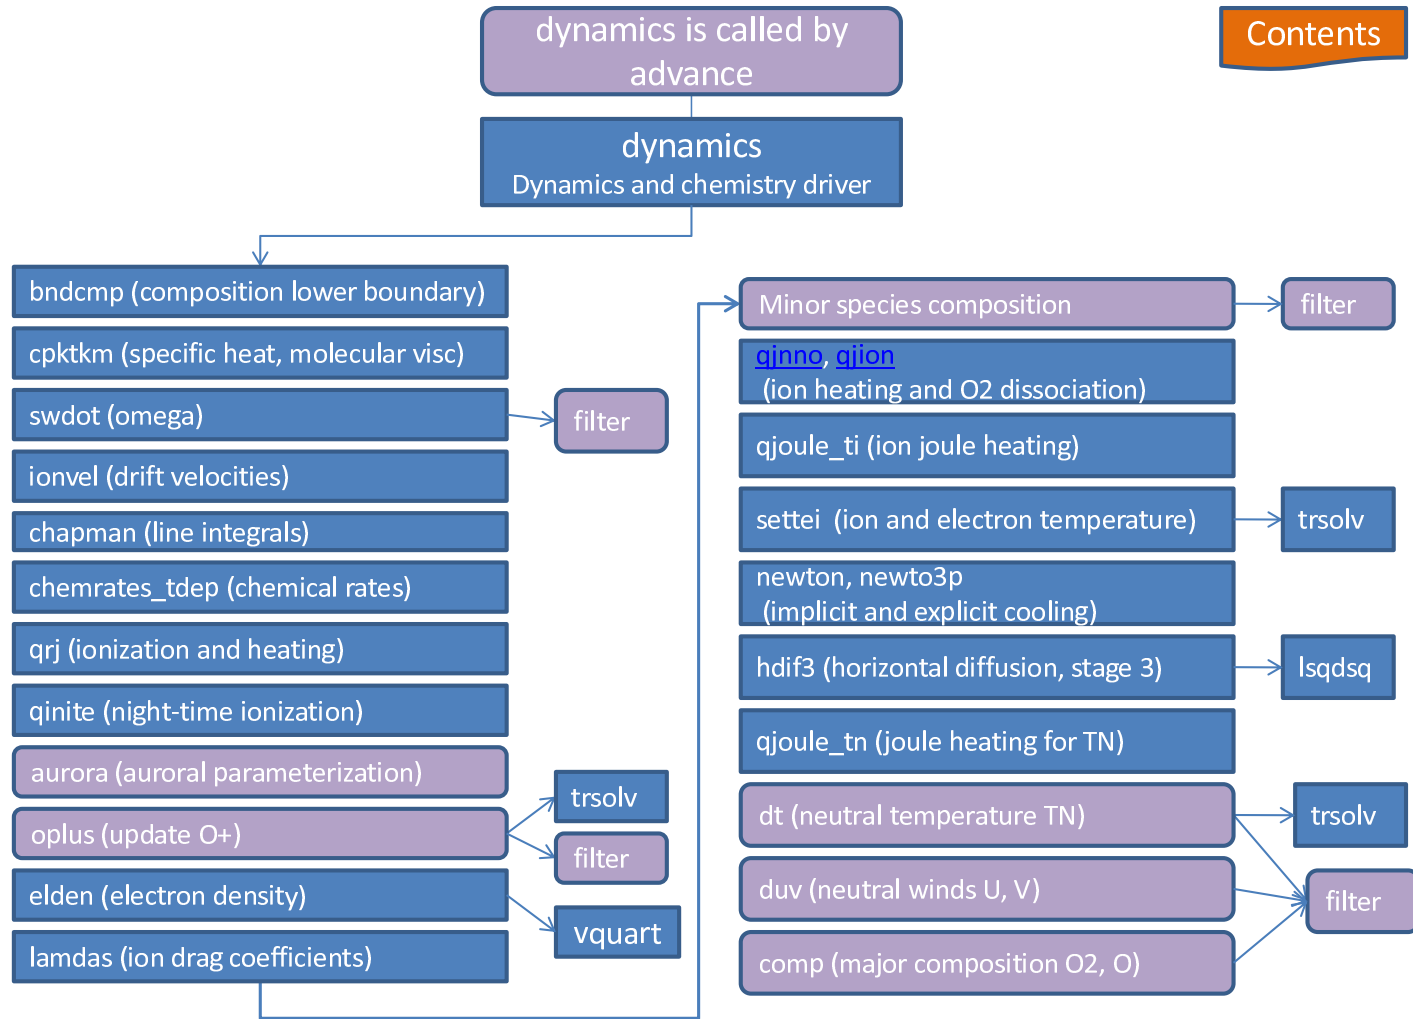 dynamics is called by
advance
Contents
dynamics
Dynamics and chemistry driver
bndcmp (composition lower boundary)
cpktkm (specific heat, molecular visc)
swdot (omega)
filter
ionvel (drift velocities)
chapman (line integrals)
chemrates_tdep (chemical rates)
qrj (ionization and heating)
qinite (night-time ionization)
aurora (auroral parameterization)
oplus (update O+)
trsolv
filter
elden (electron density)
vquart
lamdas (ion drag coefficients)
Minor species composition
filter
qjnno, qjion
(ion heating and O2 dissociation)
qjoule_ti (ion joule heating)
settei  (ion and electron temperature)
trsolv
newton, newto3p
(implicit and explicit cooling)
hdif3 (horizontal diffusion, stage 3)
lsqdsq
qjoule_tn (joule heating for TN)
dt (neutral temperature TN)
trsolv
duv (neutral winds U, V)
filter
comp (major composition O2, O)